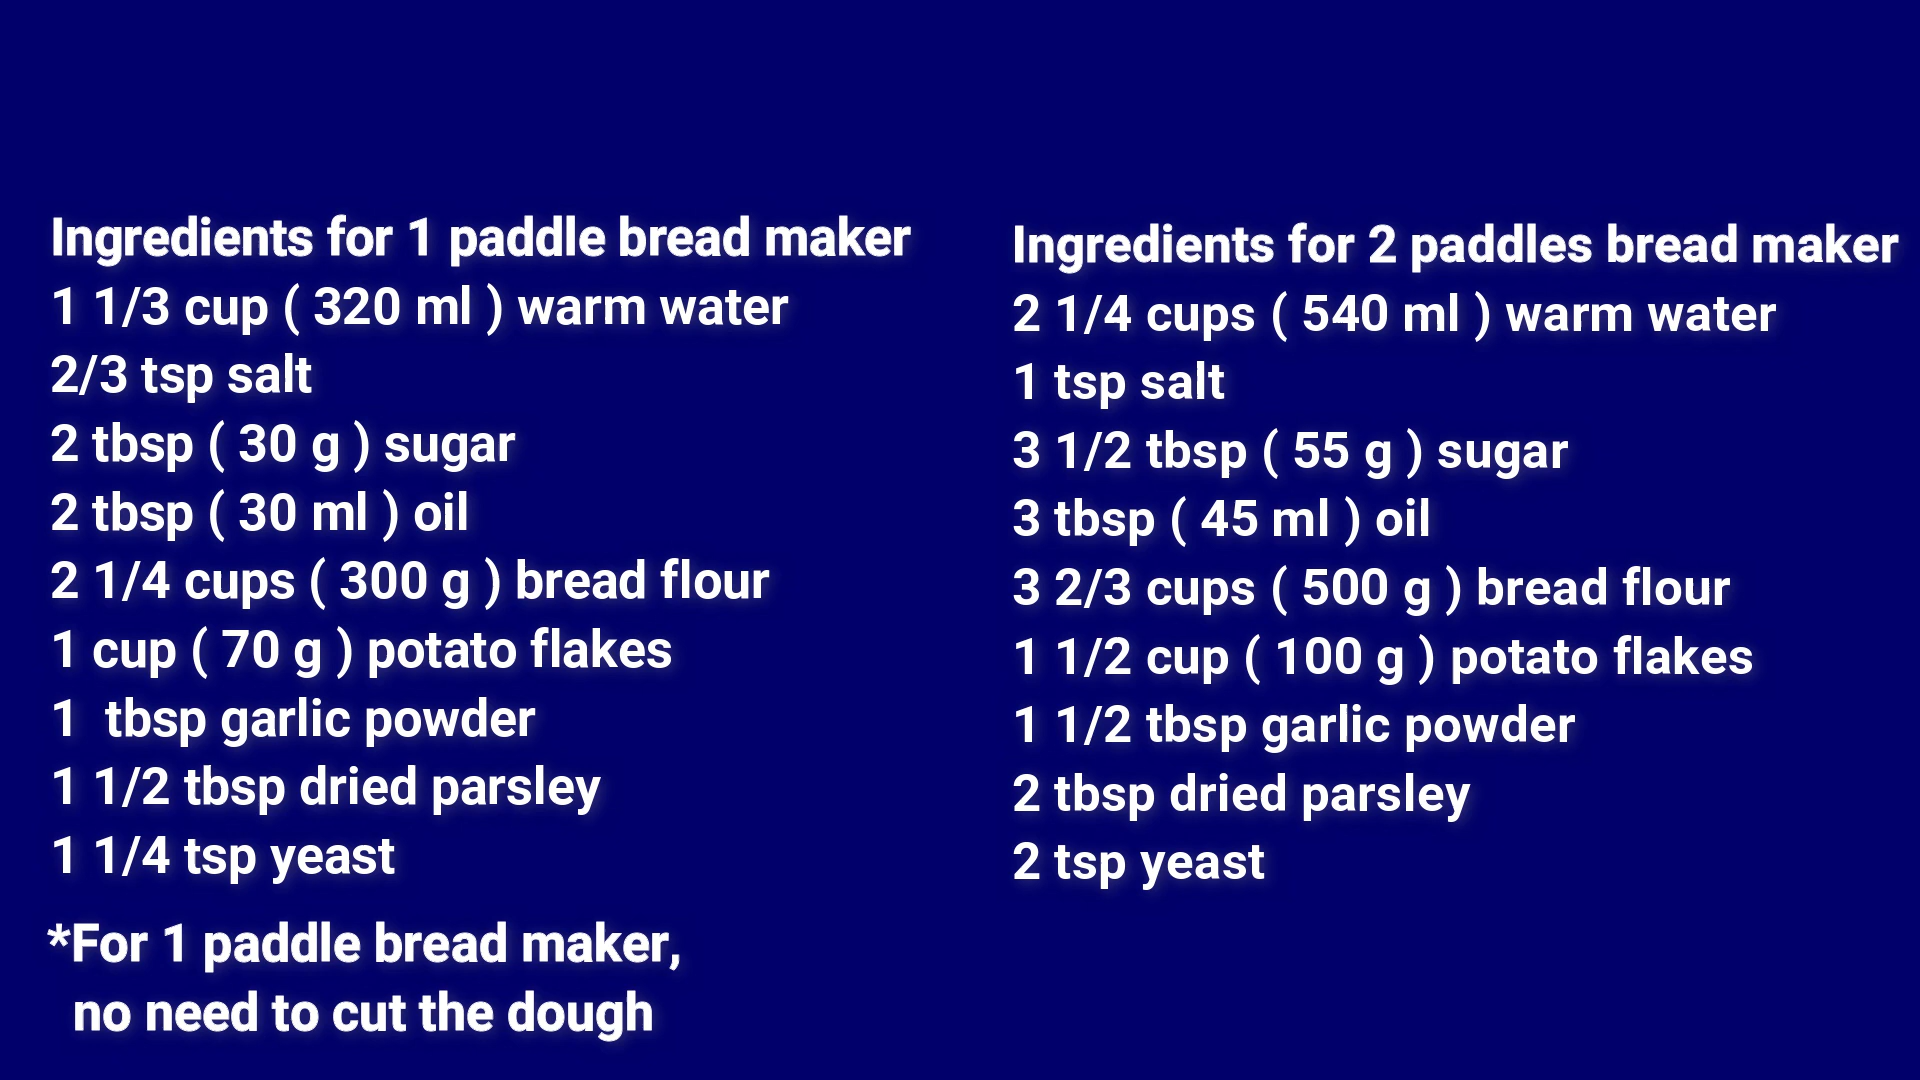 Ingredients for 1 paddle bread maker
1 1/3 cup ( 320 ml ) warm water
2/3 tsp salt
2 tbsp ( 30 g ) sugar
2 tbsp ( 30 ml ) oil
2 1/4 cups ( 300 g ) bread flour
1 cup ( 70 g ) potato flakes
1  tbsp garlic powder
1 1/2 tbsp dried parsley
1 1/4 tsp yeast
*For 1 paddle bread maker,
no need to cut the dough
Ingredients for 2 paddles bread maker
2 1/4 cups ( 540 ml ) warm water
1 tsp salt
3 1/2 tbsp ( 55 g ) sugar
3 tbsp ( 45 ml ) oil
3 2/3 cups ( 500 g ) bread flour
1 1/2 cup ( 100 g ) potato flakes
1 1/2 tbsp garlic powder
2 tbsp dried parsley
2 tsp yeast